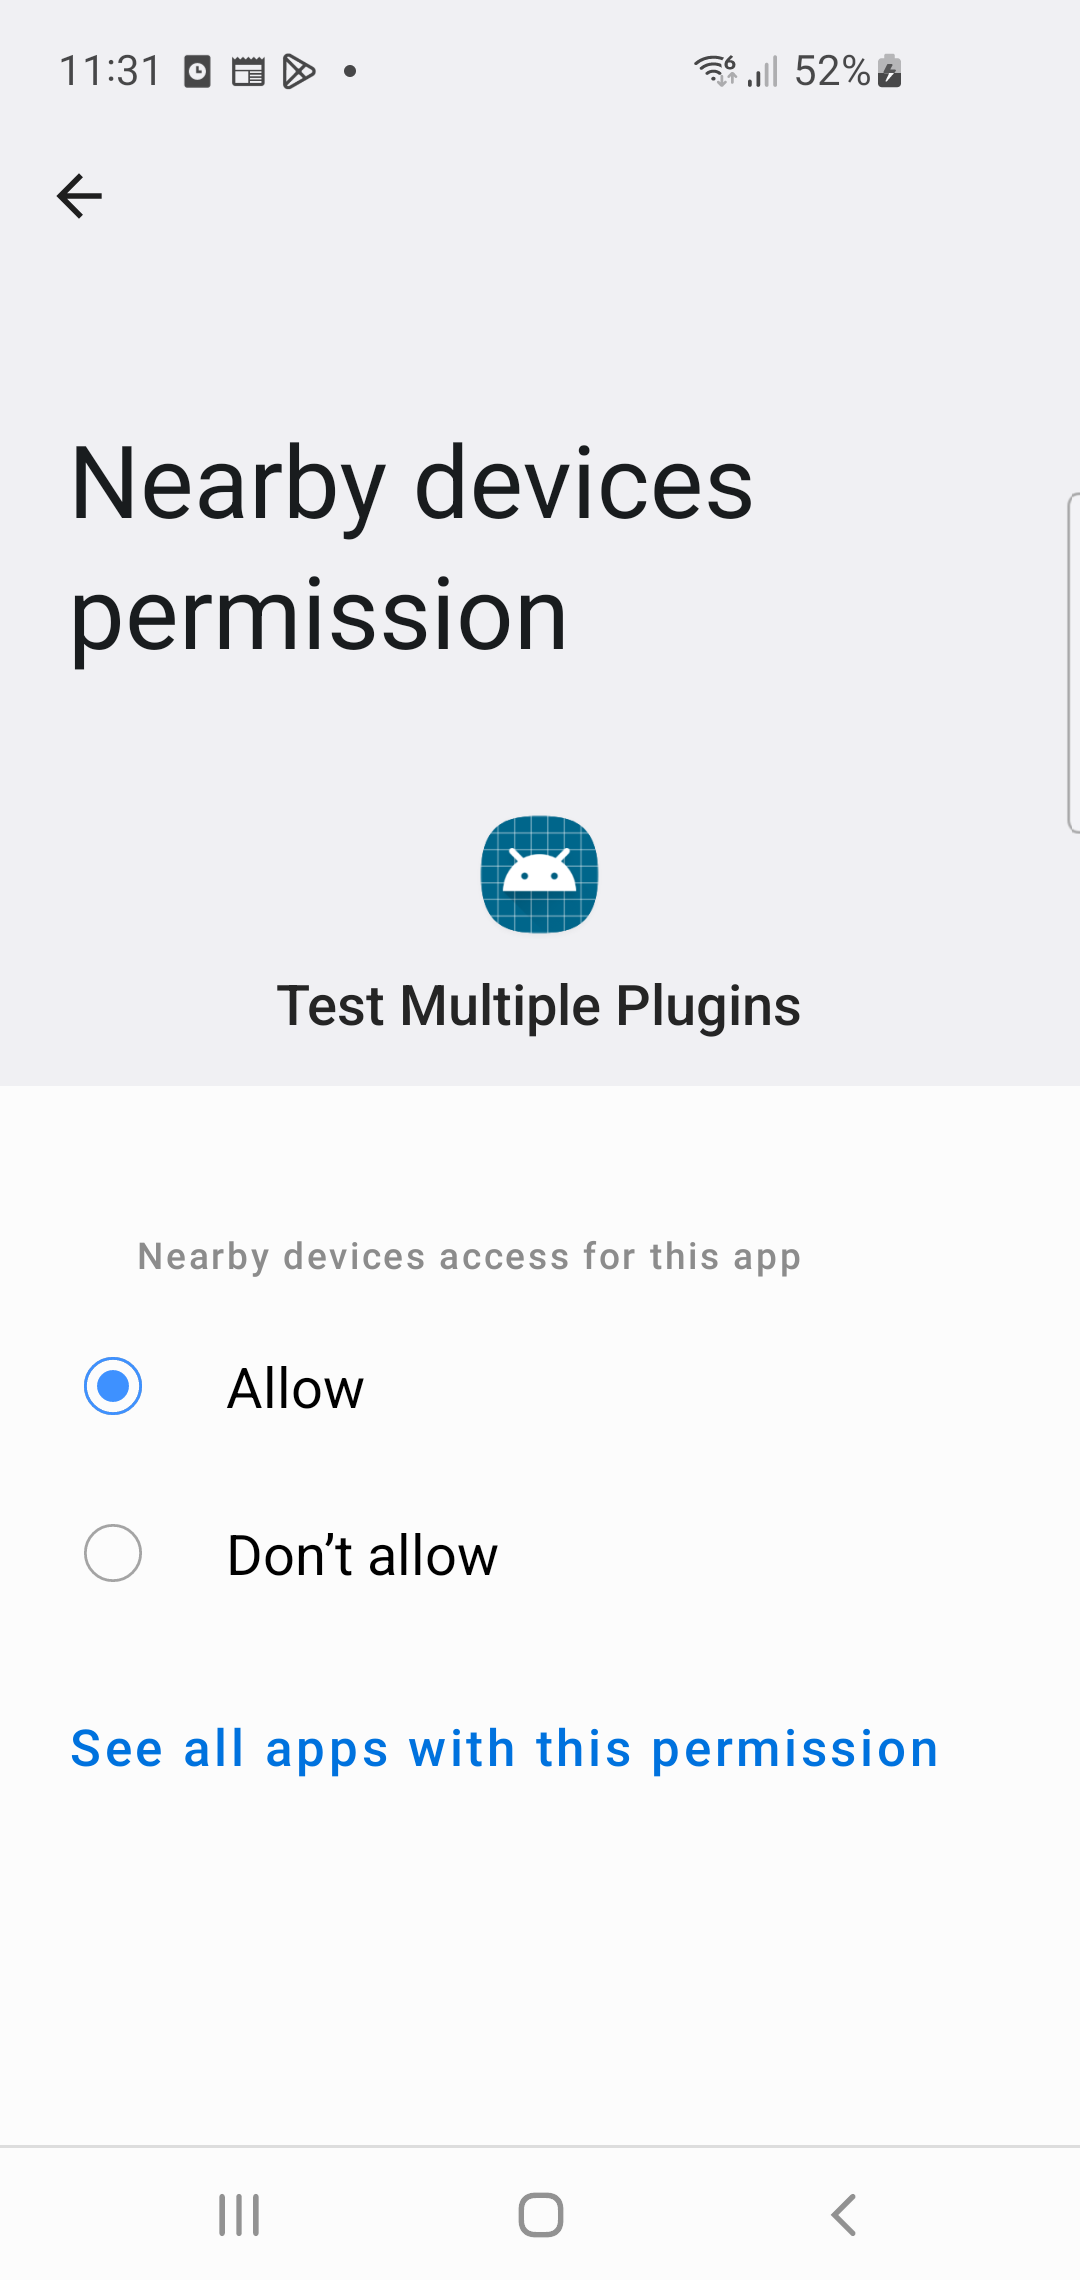 11:31
6 52%
Nearby devices
permission
Test Multiple Plugins
Nearby devices access for this app
Allow
Don’t allow
See all apps with this permission